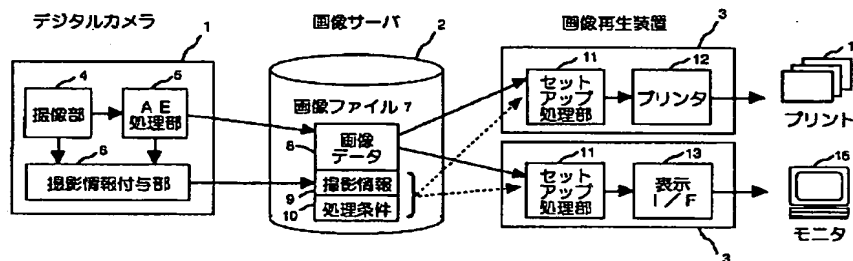 デジタルカメラ
画像サーバ
画像再生装置
1
2
3
4
5
撮像部
AE
処理部
6
撮影情報付与部
画像ファイル 7
8
画像
データ
9
撮影情報
10
処理条件
11
セット
アップ
処理部
12
プリンタ
プリント
11
セット
アップ
処理部
13
表示
I/F
15
モニタ
3